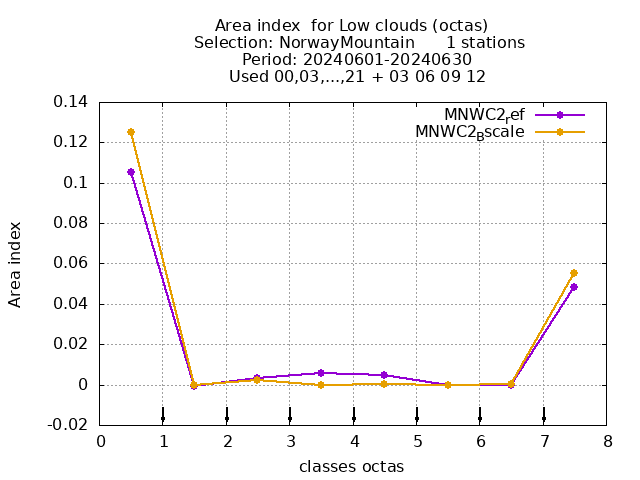 Area index  for Low clouds (octas)
Selection: NorwayMountain      1 stations
Period: 20240601-20240630
Used 00,03,...,21 + 03 06 09 12
MNWC2ref
MNWC2Bscale
0.14
0.12
0.1
0.08
0.06
0.04
0.02
0
-0.02
Area index
0 1 2 3 4 5 6 7 8
classes octas